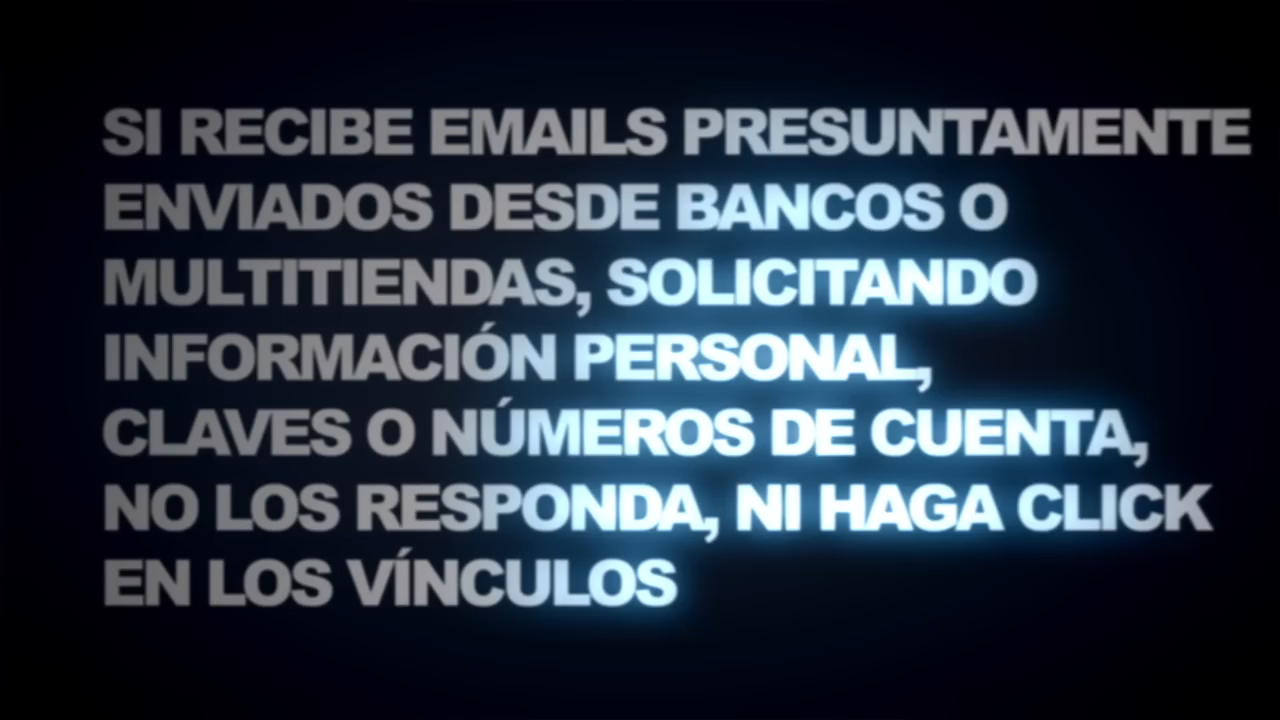 SI RECIBE EMAILS PRESUNTAMENTE
ENVIADOS DESDE BANCOS O
MULTITIENDAS, SOLICITANDO
INFORMACIÓN PERSONAL,
CLAVES O NÚMEROS DE CUENTA,
NO LOS RESPONDA, NI HAGA CLICK
EN LOS VÍNCULOS